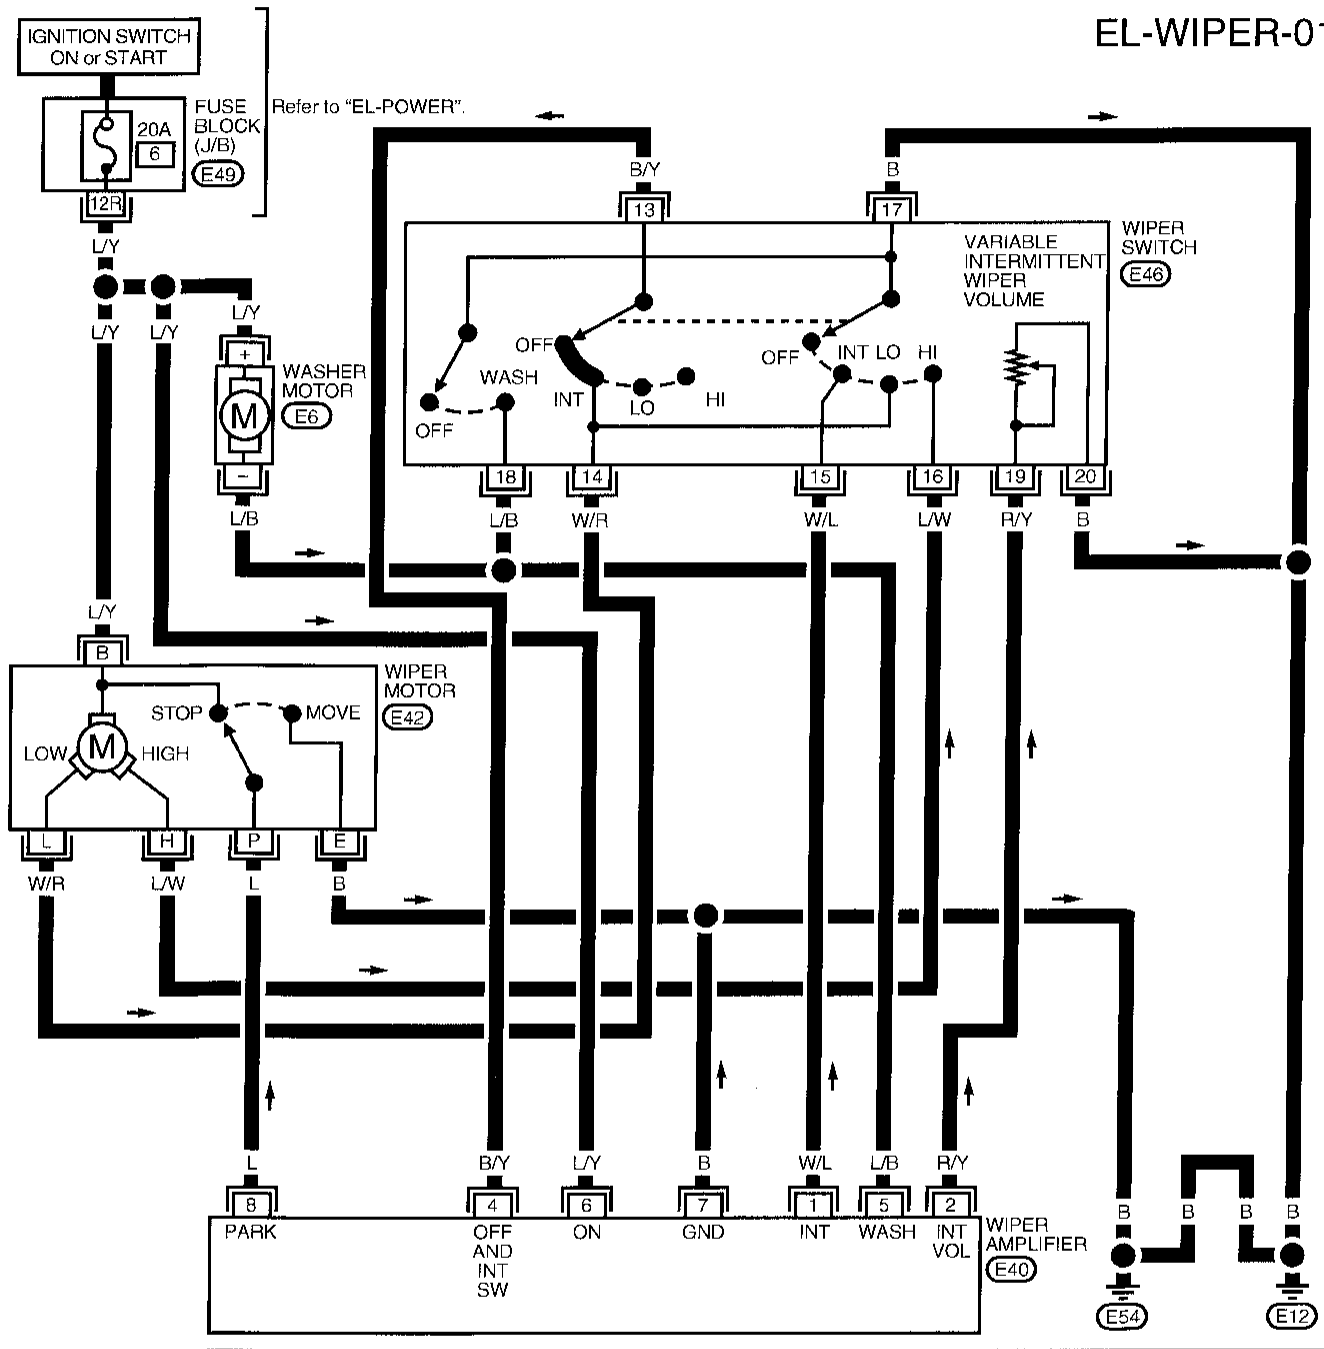 EL-WIPER-01
IGNITION SWITCH
ON or START
FUSE
BLOCK
(J/B)
E49
Refer to "EL-POWER".
20A
6
12R
L/Y
L/Y
L/Y
L/Y
+
WASHER
MOTOR
E6
M
-
L/B
B/Y
13
B
17
WIPER
SWITCH
E46
VARIABLE
INTERMITTENT
WIPER
VOLUME
OFF
WASH
OFF
INT
LO
HI
OFF
INT
LO
HI
18
14
15
16
19
20
L/B
W/R
W/L
L/W
R/Y
B
L/Y
B
WIPER
MOTOR
E42
STOP
MOVE
LOW
M
HIGH
L
H
P
E
W/R
L/W
L
B
L
B/Y
L/Y
B
W/L
L/B
R/Y
8
4
6
7
1
5
2
PARK
OFF
AND
INT
SW
ON
GND
INT
WASH
INT
VOL
WIPER
AMPLIFIER
E40
B
B
B
B
E54
E12